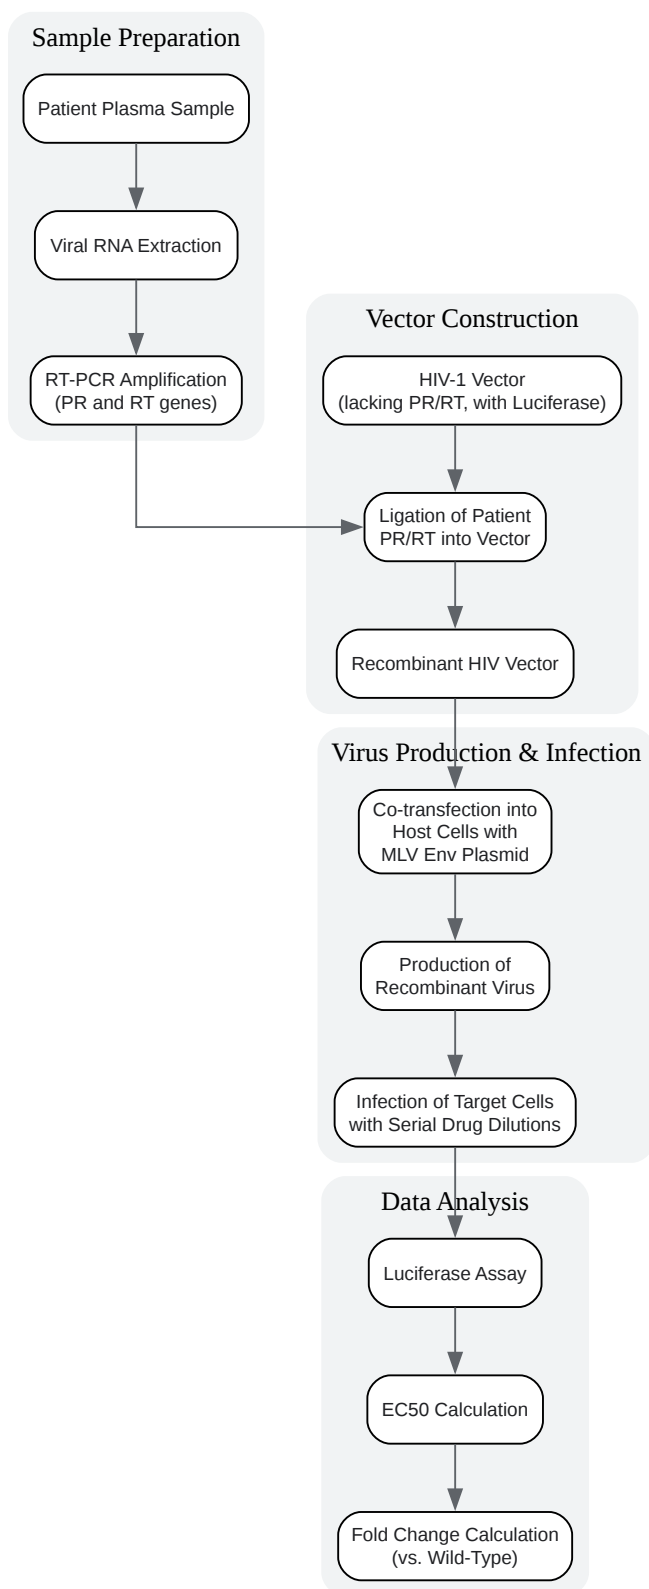 Sample Preparation
Patient Plasma Sample
Viral RNA Extraction
RT-PCR Amplification
(PR and RT genes)
Vector Construction
HIV-1 Vector
(lacking PR/RT, with Luciferase)
Ligation of Patient
PR/RT into Vector
Recombinant HIV Vector
Virus Production & Infection
Co-transfection into
Host Cells with
MLV Env Plasmid
Production of
Recombinant Virus
Infection of Target Cells
with Serial Drug Dilutions
Data Analysis
Luciferase Assay
EC50 Calculation
Fold Change Calculation
(vs. Wild-Type)